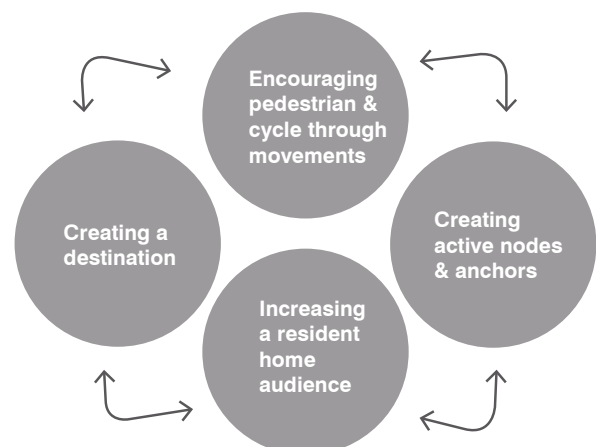 Encouraging
pedestrian &
cycle through
movements
Creating a
destination
Creating
active nodes
& anchors
Increasing
a resident
home
audience